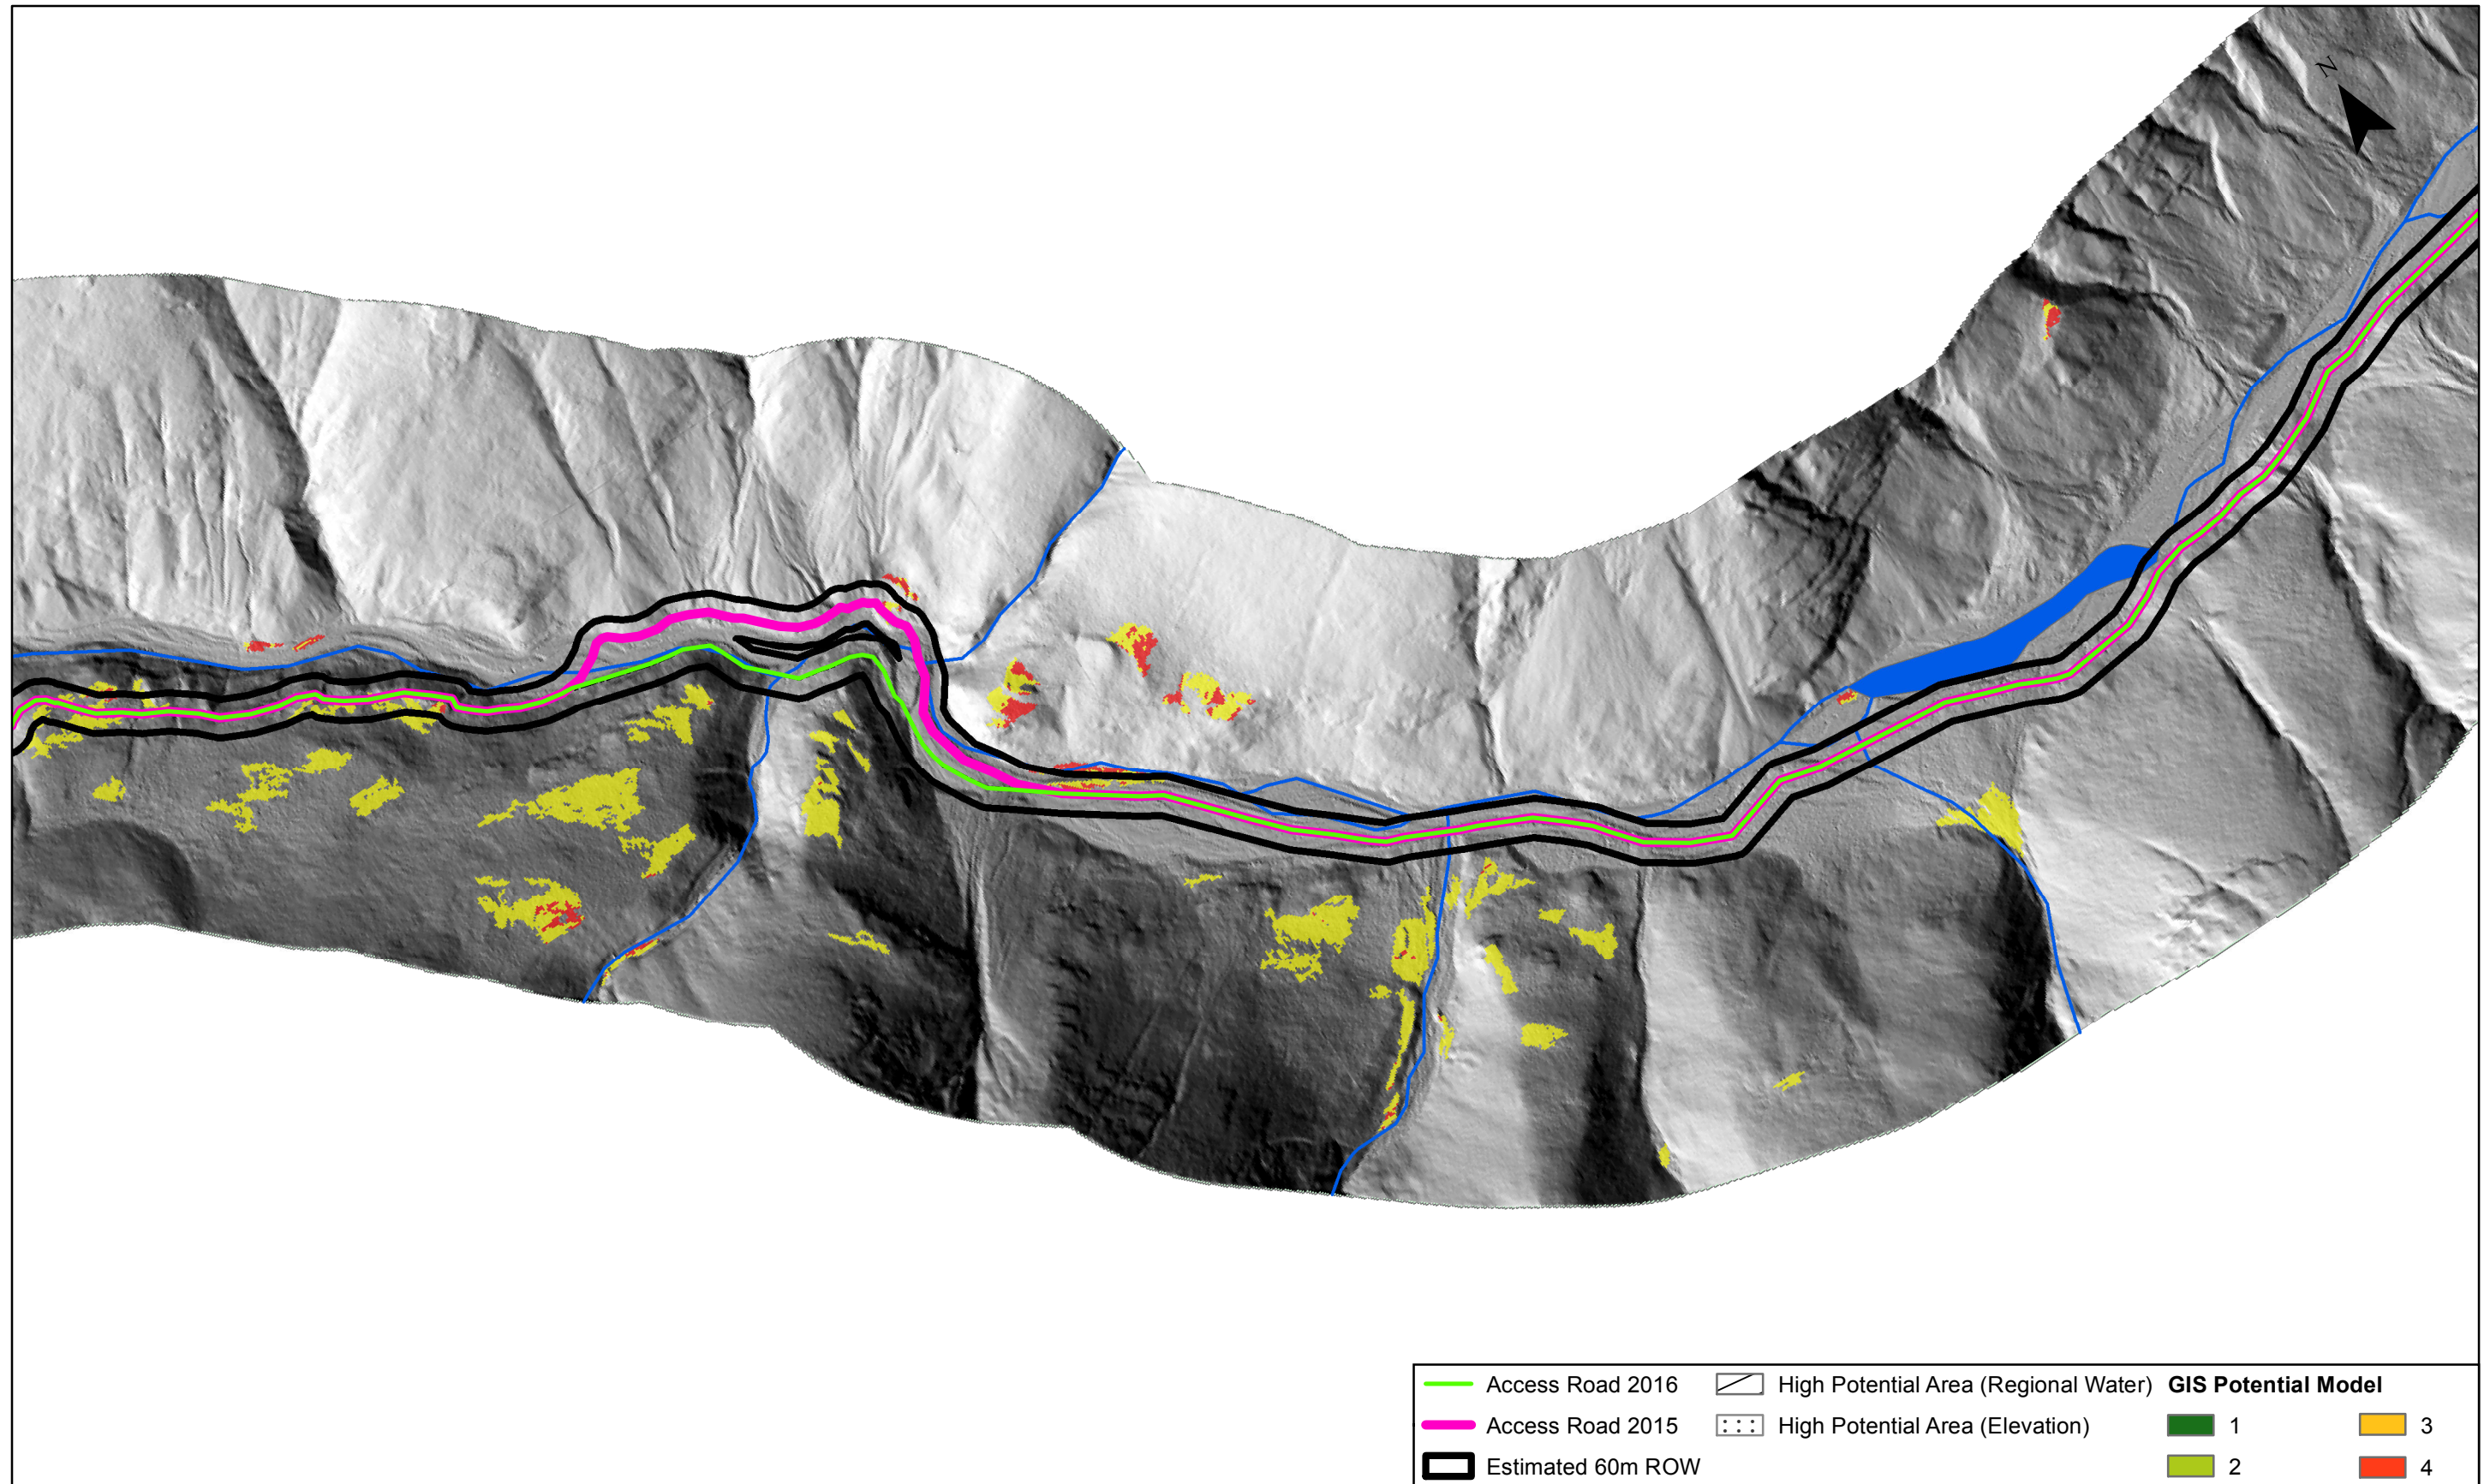 N
Access Road 2016
High Potential Area (Regional Water)
GIS Potential Model
Access Road 2015
High Potential Area (Elevation)
1
3
Estimated 60m ROW
2
4